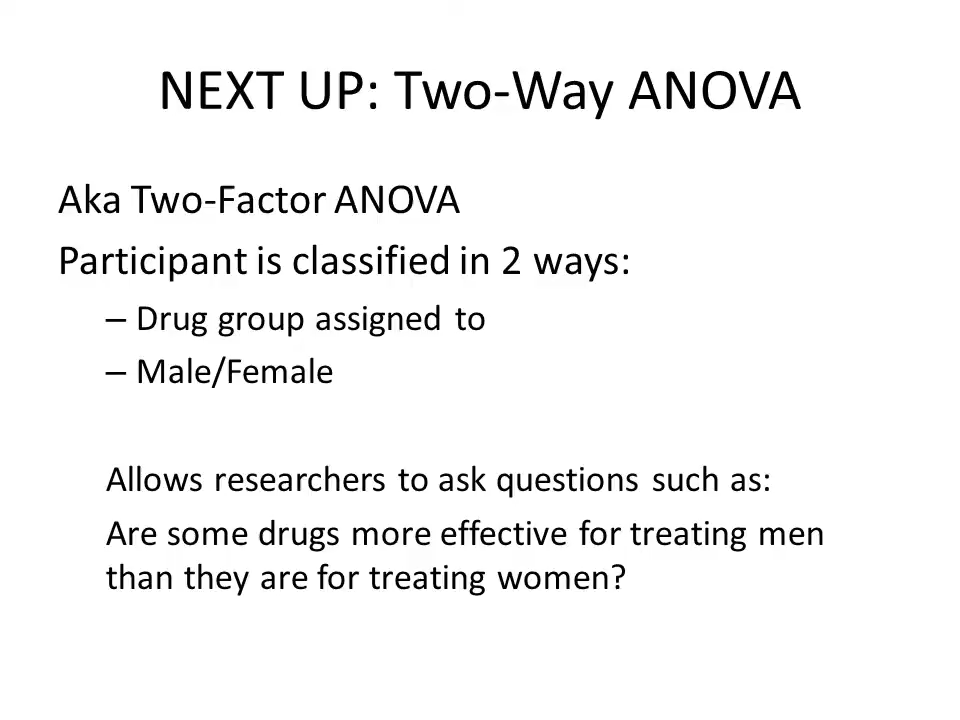 NEXT UP: Two-Way ANOVA
Aka Two-Factor ANOVA
Participant is classified in 2 ways:
– Drug group assigned to
– Male/Female
Allows researchers to ask questions such as:
Are some drugs more effective for treating men
than they are for treating women?